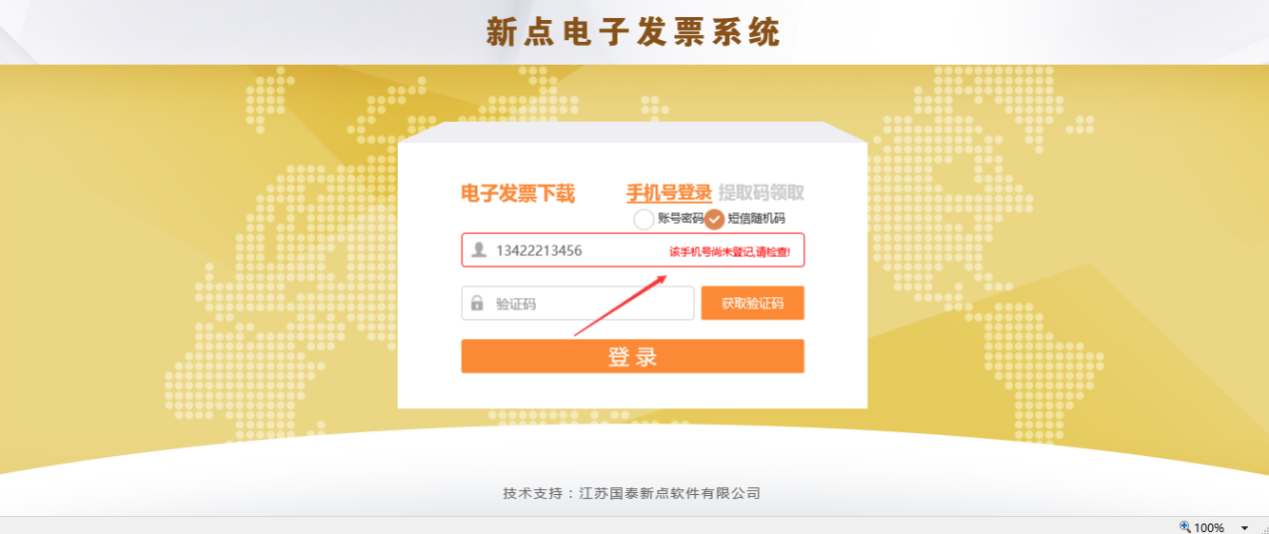 新点电子发票系统
电子发票下载 手机号登录 提取码领取
账号密码 短信随机码
13422213456 该手机号尚未登记,请检查!
验证码 获取验证码
登录
技术支持：江苏国泰新点软件有限公司
100%